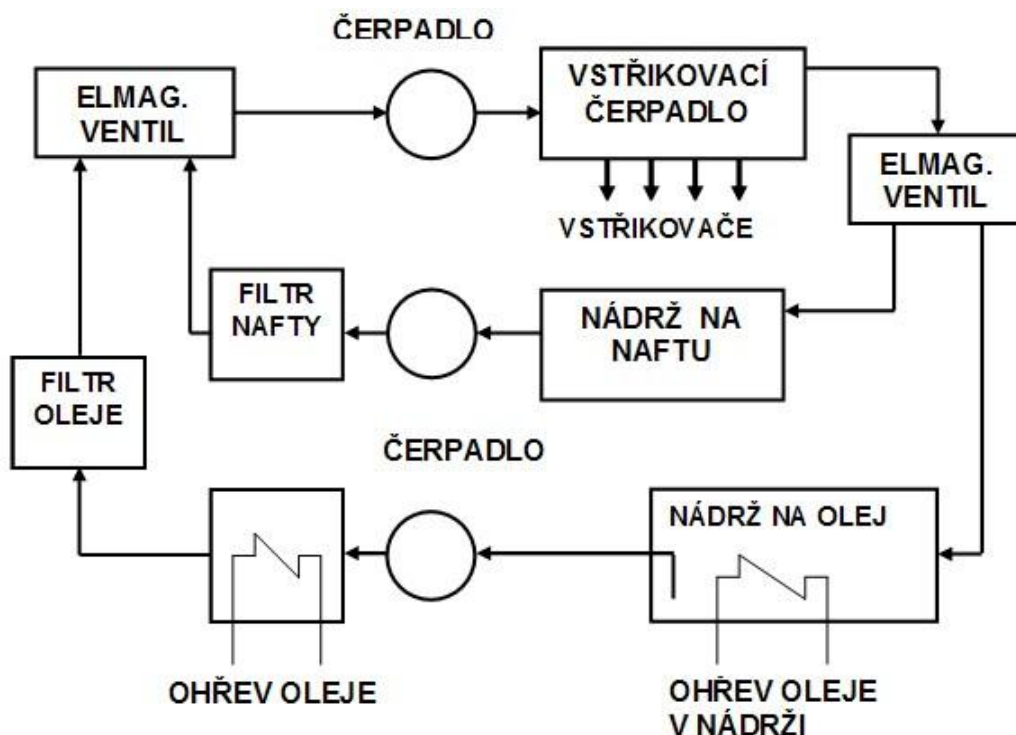 ČERPADLO
ELMAG.
VENTIL
VSTŘIKOVACÍ
ČERPADLO
ELMAG.
VENTIL
VSTŘIKOVAČE
FILTR
NAFTY
NÁDRŽ NA
NAFTU
FILTR
OLEJE
ČERPADLO
NÁDRŽ NA OLEJ
OHŘEV OLEJE
OHŘEV OLEJE
V NÁDRŽI